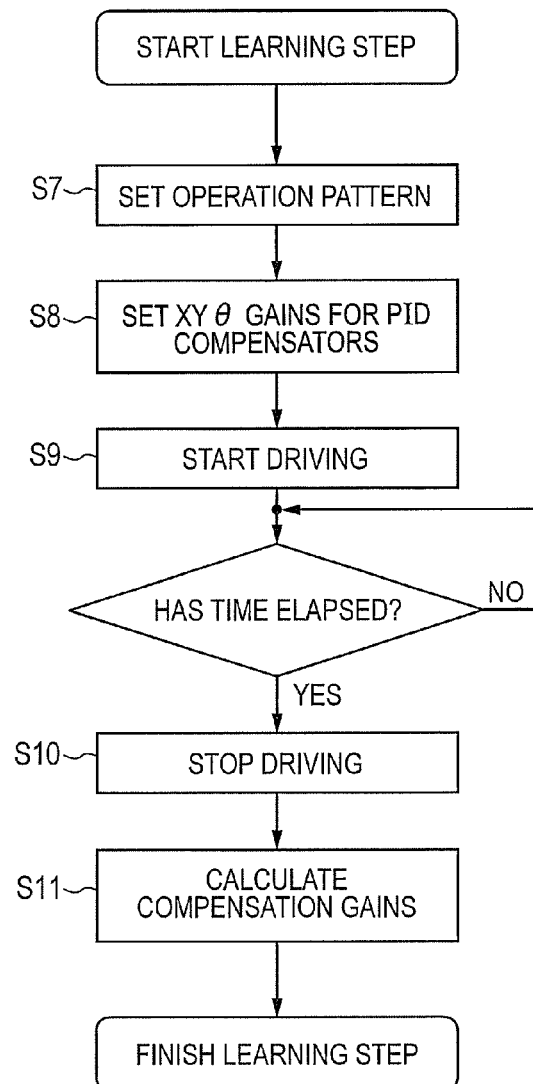 START LEARNING STEP
S7
SET OPERATION PATTERN
S8
SET XY θ GAINS FOR PID
COMPENSATORS
S9
START DRIVING
HAS TIME ELAPSED?
NO
YES
S10
STOP DRIVING
S11
CALCULATE
COMPENSATION GAINS
FINISH LEARNING STEP